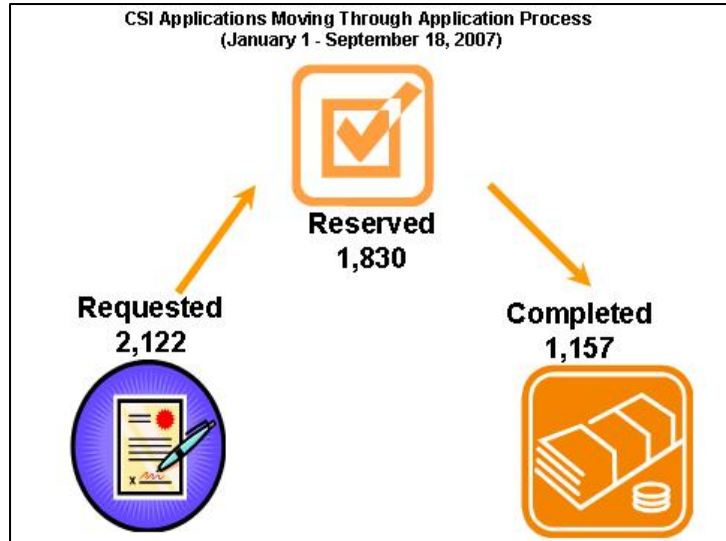 CSI Applications Moving Through Application Process
(January 1 - September 18, 2007)
Reserved
1,830
Requested
2,122
Completed
1,157
x